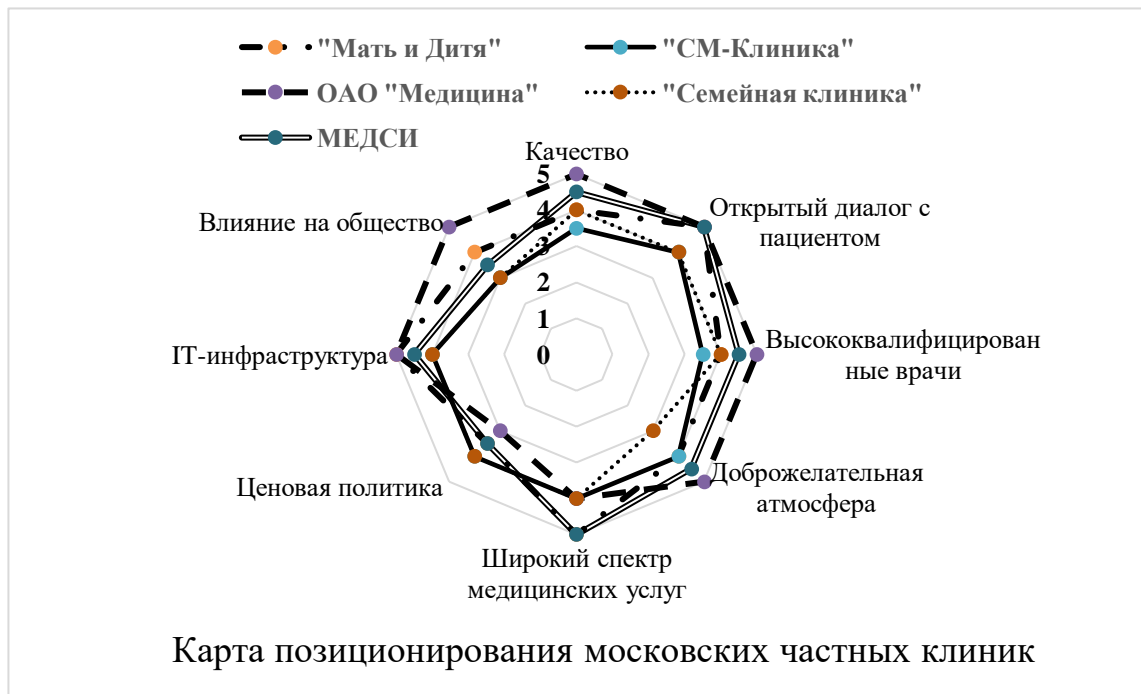 "Мать и Дитя"
"СМ-Клиника"
ОАО "Медицина"
"Семейная клиника"
МЕДСИ
Качество
5
4
3
2
1
0
Открытый диалог с
пациентом
Высококвалифицирован
ные врачи
Доброжелательная
атмосфера
Широкий спектр
медицинских услуг
Ценовая политика
IT-инфраструктура
Влияние на общество
Карта позиционирования московских частных клиник